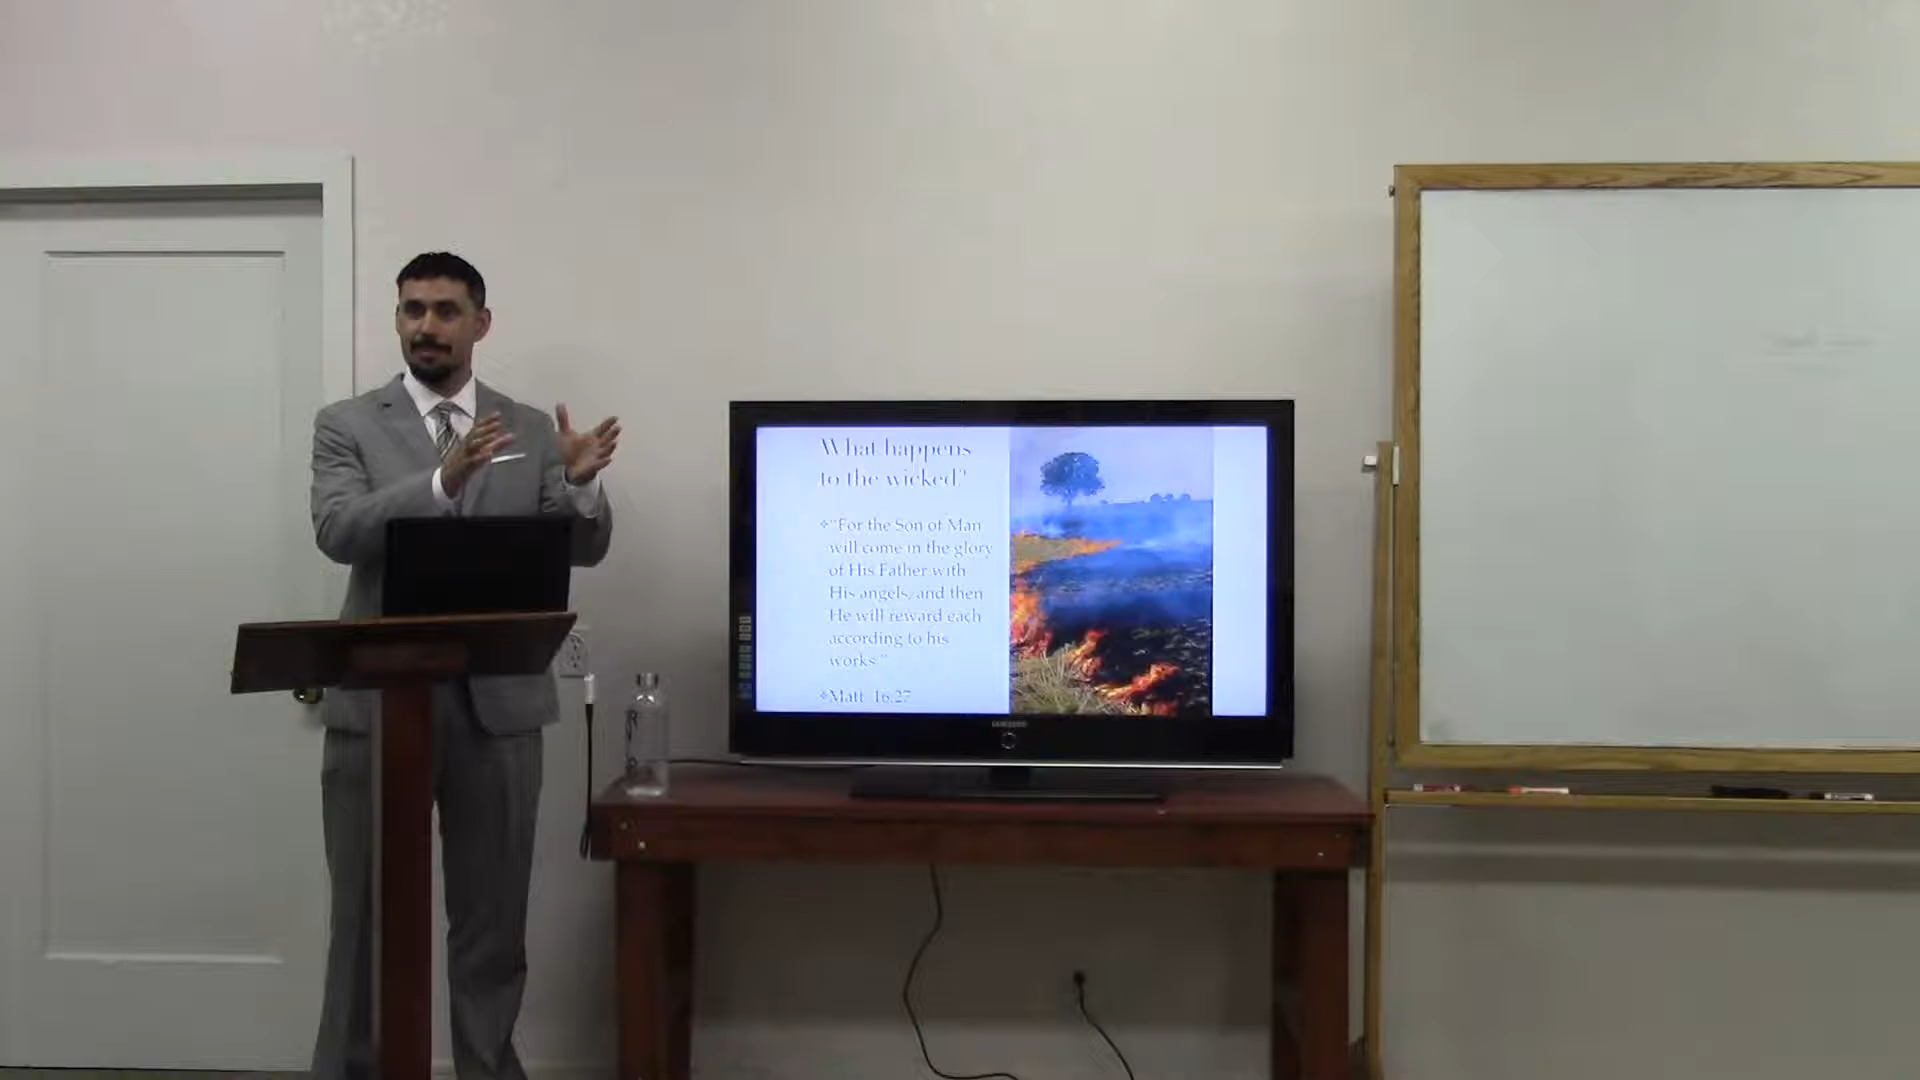 What happens
to the wicked?
❖"For the Son of Man
will come in the glory
of His Father with
His angels, and then
He will reward each
according to his
works."
❖Matt. 16:27
SAMSUNG